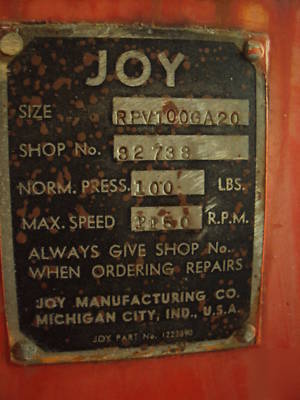 JOY
SIZE RPV100GA20
SHOP No. 82738
NORM. PRESS. 100 LBS.
MAX. SPEED R.P.M.
ALWAYS GIVE SHOP No.
WHEN ORDERING REPAIRS
JOY MANUFACTURING CO.
MICHIGAN CITY, IND., U.S.A.
JOY PART No. 1223690